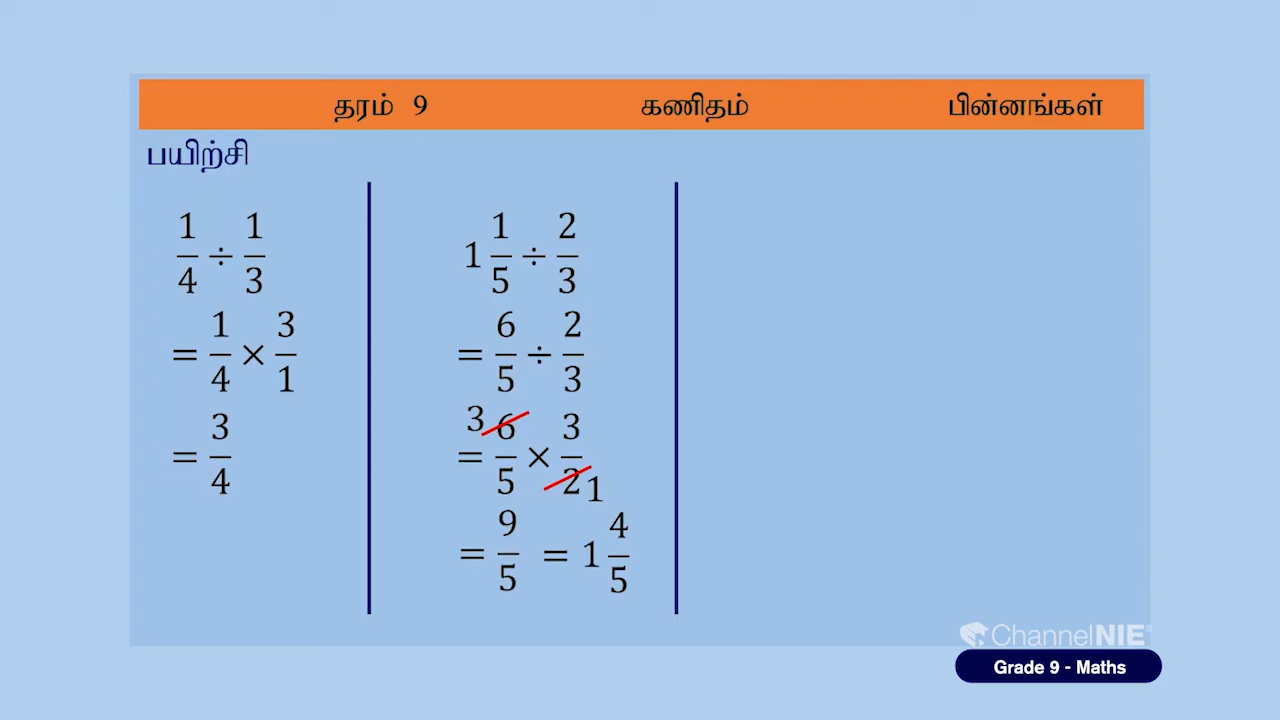 தரம் 9 கணிதம் பின்னங்கள்
பயிற்சி
1/4 ÷ 1/3
= 1/4 × 3/1
= 3/4
1 1/5 ÷ 2/3
= 6/5 ÷ 2/3
3
= 6/5 × 3/2
1
= 9/5 = 1 4/5
ChannelNIE
Grade 9 - Maths